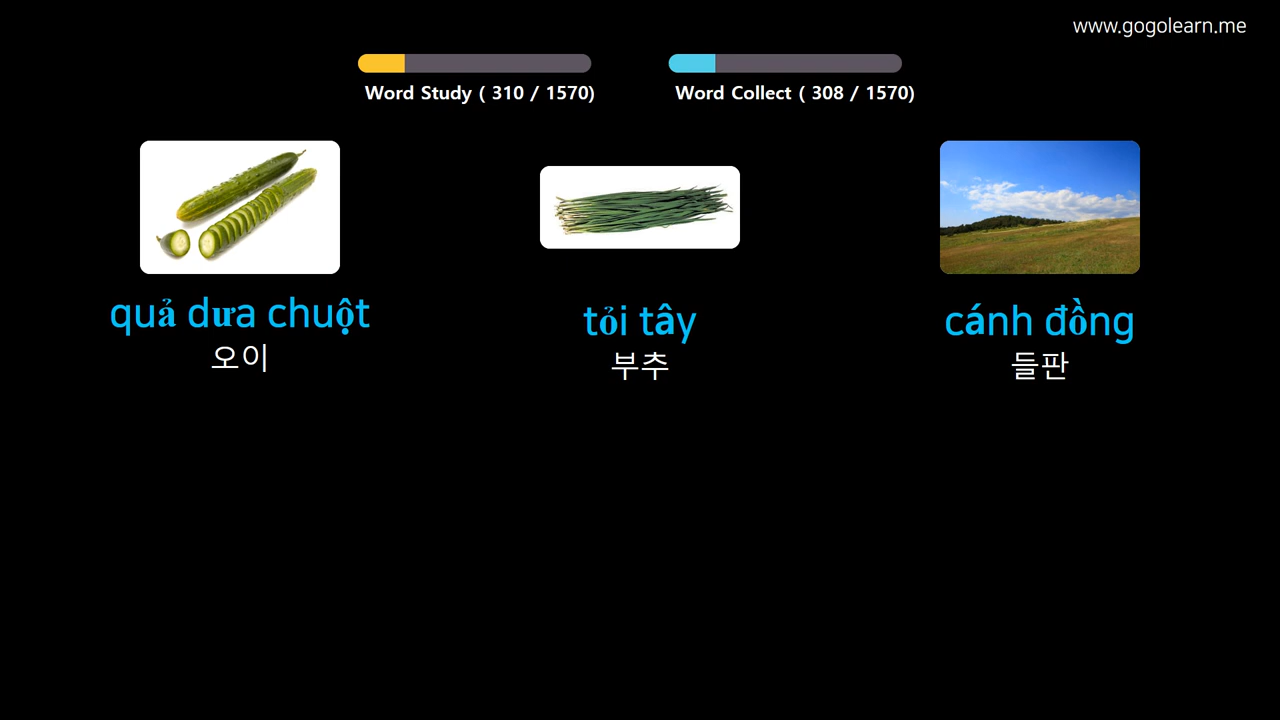 www.gogolearn.me
Word Study ( 310 / 1570)
Word Collect ( 308 / 1570)
quả dưa chuột
오이
tỏi tây
부추
cánh đồng
들판